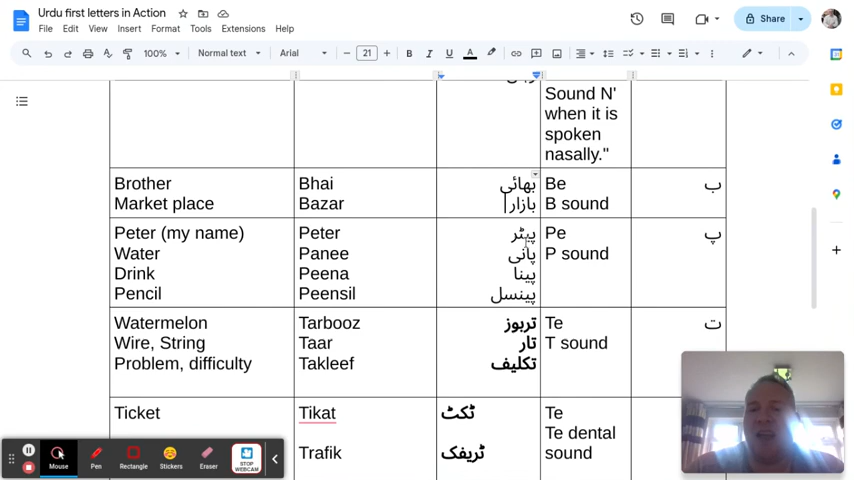 Urdu first letters in Action
File Edit View Insert Format Tools Extensions Help
Share
100% Normal text Arial 21 B I U A
Sound N'
when it is
spoken
nasally."
Brother Bhai بھائی Be ب
Market place Bazar بازار B sound
Peter (my name) Peter پیٹر Pe پ
Water Panee پانی P sound
Drink Peena پینا
Pencil Peensil پینسل
Watermelon Tarbooz تربوز Te ت
Wire, String Taar تار T sound
Problem, difficulty Takleef تکلیف
Ticket Tikat ٹکٹ Te
Te dental
Trafik ٹریفک sound
Mouse Pen Rectangle Stickers Eraser STOP WEBCAM